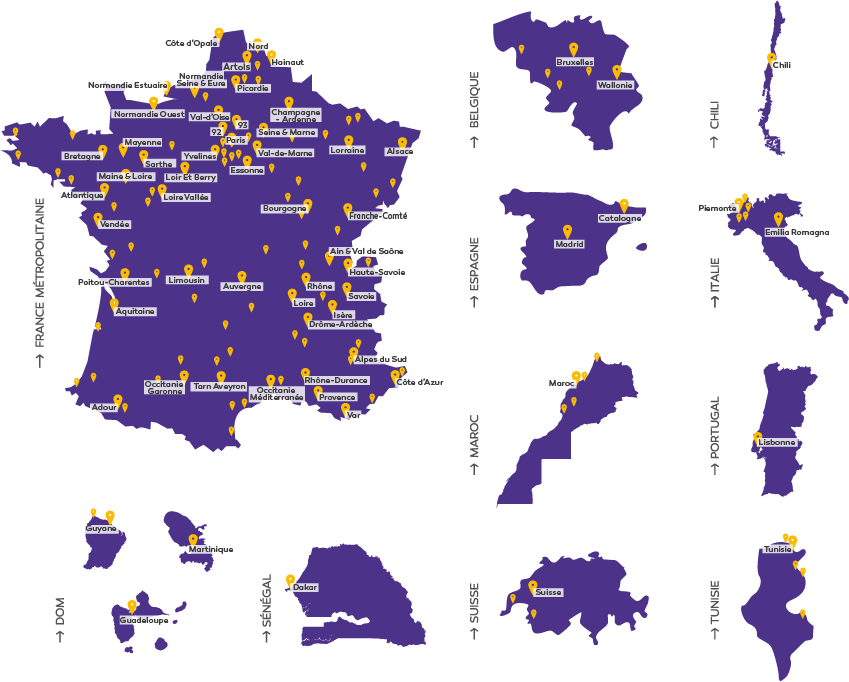 Côte d'Opale
Nord
Hainaut
Artois
Normandie
Seine & Eure
Picardie
Normandie Estuaire
Normandie Ouest
Champagne
- Ardenne
Val-d'Oise
93
92
Seine & Marne
Paris
Mayenne
Bretagne
Sarthe
Yvelines
Val-de-Marne
Lorraine
Alsace
Essonne
Maine & Loire
Loir Et Berry
Atlantique
Loire Vallée
Bourgogne
Franche-Comté
Vendée
Ain & Val de Saône
Haute-Savoie
Poitou-Charentes
Limousin
Auvergne
Rhône
Savoie
Loire
Aquitaine
Isère
Drôme-Ardèche
Alpes du Sud
Occitanie
Garonne
Tarn Aveyron
Occitanie
Méditerranée
Rhône-Durance
Côte d'Azur
Provence
Adour
Var
→ FRANCE MÉTROPOLITAINE
Bruxelles
Wallonie
→ BELGIQUE
Chili
→ CHILI
Catalogne
Madrid
→ ESPAGNE
Piemonte
Emilia Romagna
→ ITALIE
Maroc
→ MAROC
Lisbonne
→ PORTUGAL
Guyane
Martinique
Guadeloupe
→ DOM
Dakar
→ SÉNÉGAL
Suisse
→ SUISSE
Tunisie
→ TUNISIE